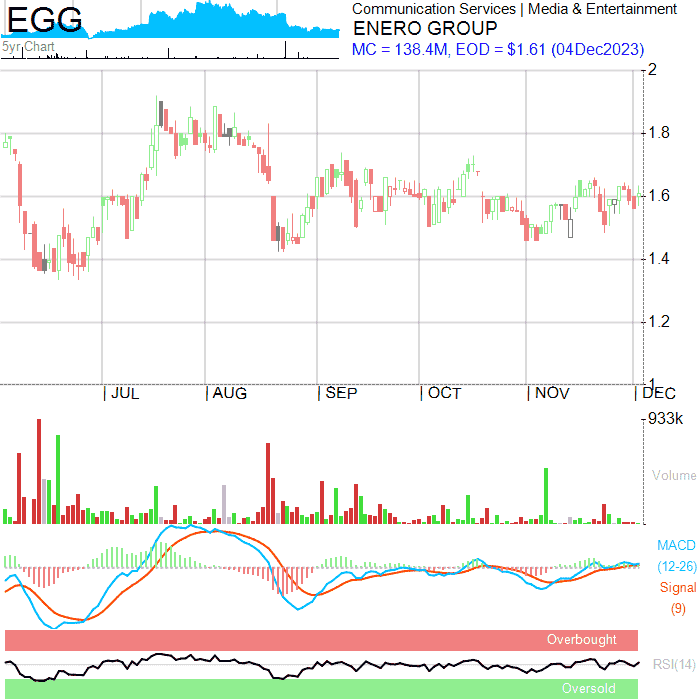 EGG
5yr Chart
Communication Services | Media & Entertainment
ENERO GROUP
MC = 138.4M, EOD = $1.61 (04Dec2023)
2
1.8
1.6
1.4
1.2
1
| JUL | AUG | SEP | OCT | NOV | DEC
933k
Volume
MACD
(12-26)
Signal
(9)
Overbought
RSI(14)
Oversold